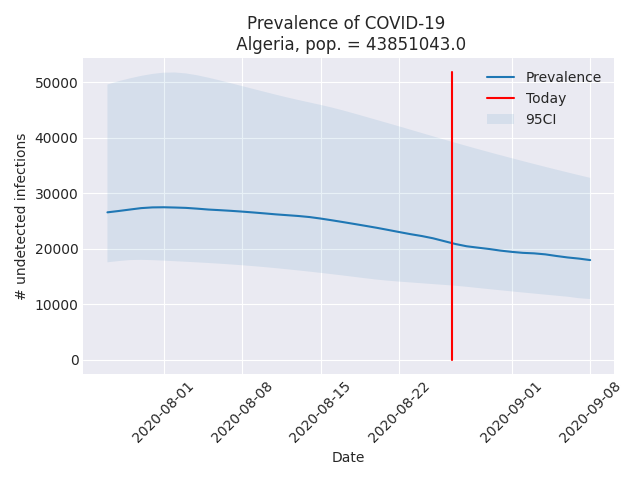 Prevalence of COVID-19
Algeria, pop. = 43851043.0
Prevalence
Today
95CI
50000
40000
30000
20000
10000
0
# undetected infections
2020-08-01
2020-08-08
2020-08-15
2020-08-22
2020-09-01
2020-09-08
Date